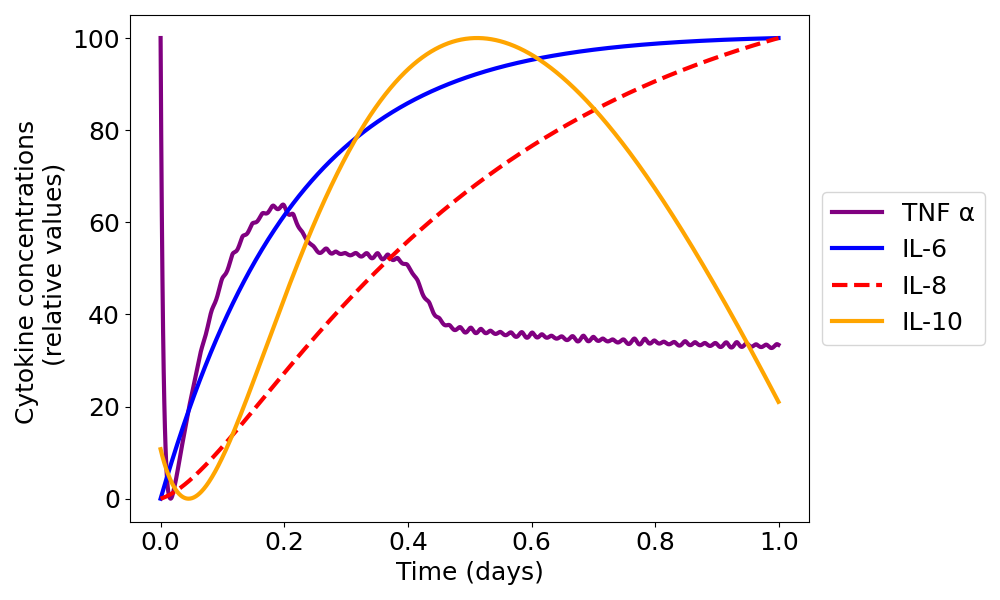 Cytokine concentrations
(relative values)
100
80
60
40
20
0
0.0 0.2 0.4 0.6 0.8 1.0
Time (days)
TNF α
IL-6
IL-8
IL-10